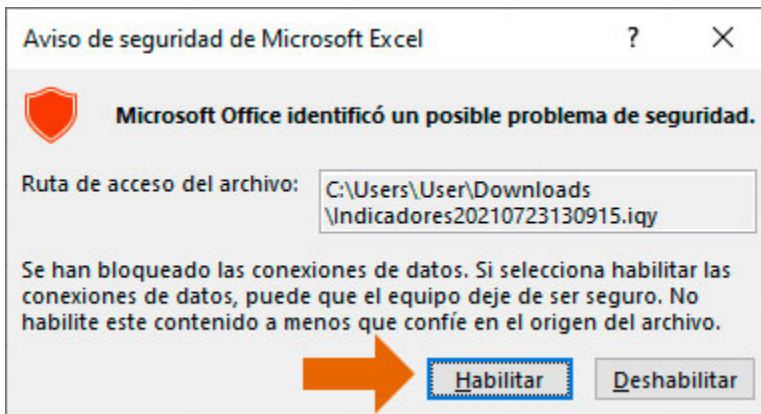 Aviso de seguridad de Microsoft Excel ? X
Microsoft Office identificó un posible problema de seguridad.
Ruta de acceso del archivo: C:\Users\User\Downloads
\Indicadores20210723130915.iqy
Se han bloqueado las conexiones de datos. Si selecciona habilitar las
conexiones de datos, puede que el equipo deje de ser seguro. No
habilite este contenido a menos que confíe en el origen del archivo.
Habilitar Deshabilitar